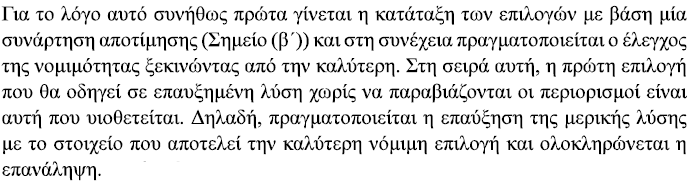 Για το λόγο αυτό συνήθως πρώτα γίνεται η κατάταξη των επιλογών με βάση μία
συνάρτηση αποτίμησης (Σημείο (β΄)) και στη συνέχεια πραγματοποιείται ο έλεγχος
της νομιμότητας ξεκινώντας από την καλύτερη. Στη σειρά αυτή, η πρώτη επιλογή
που θα οδηγεί σε επαυξημένη λύση χωρίς να παραβιάζονται οι περιορισμοί είναι
αυτή που υιοθετείται. Δηλαδή, πραγματοποιείται η επαύξηση της μερικής λύσης
με το στοιχείο που αποτελεί την καλύτερη νόμιμη επιλογή και ολοκληρώνεται η
επανάληψη.